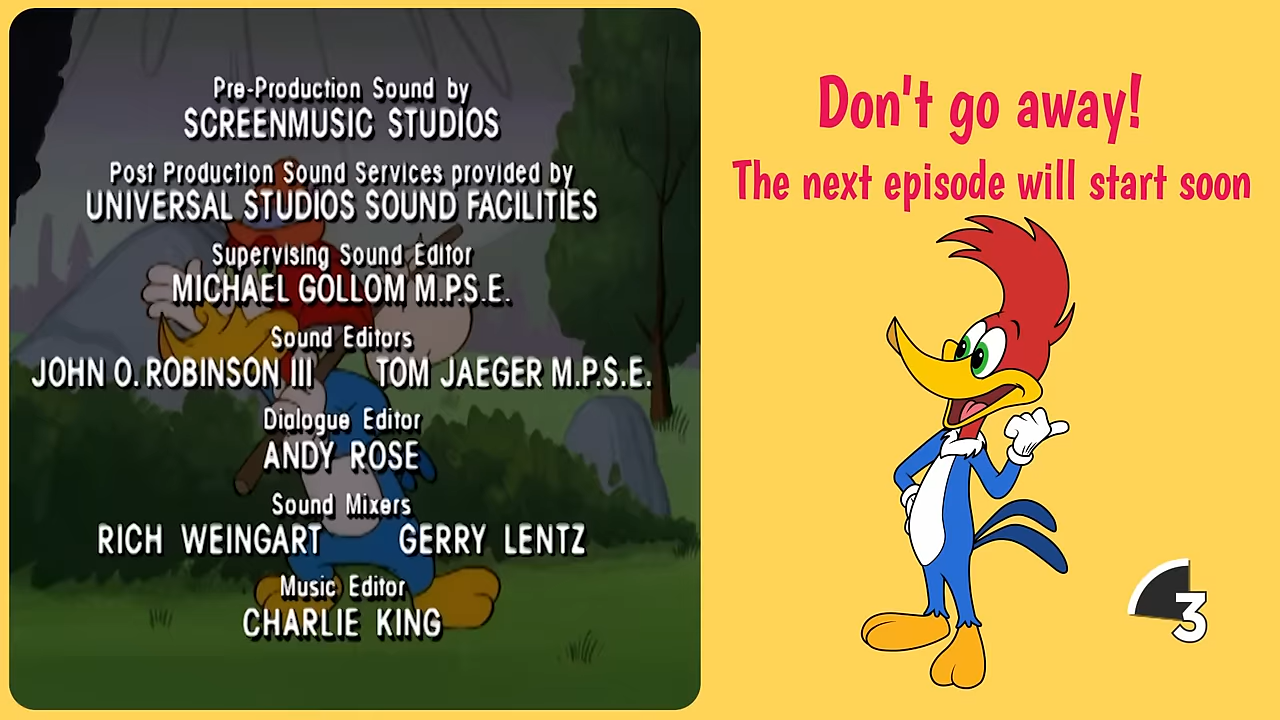 Pre-Production Sound by
SCREENMUSIC STUDIOS
Post Production Sound Services provided by
UNIVERSAL STUDIOS SOUND FACILITIES
Supervising Sound Editor
MICHAEL GOLLOM M.P.S.E.
Sound Editors
JOHN O. ROBINSON III TOM JAEGER M.P.S.E.
Dialogue Editor
ANDY ROSE
Sound Mixers
RICH WEINGART GERRY LENTZ
Music Editor
CHARLIE KING
Don't go away!
The next episode will start soon
3